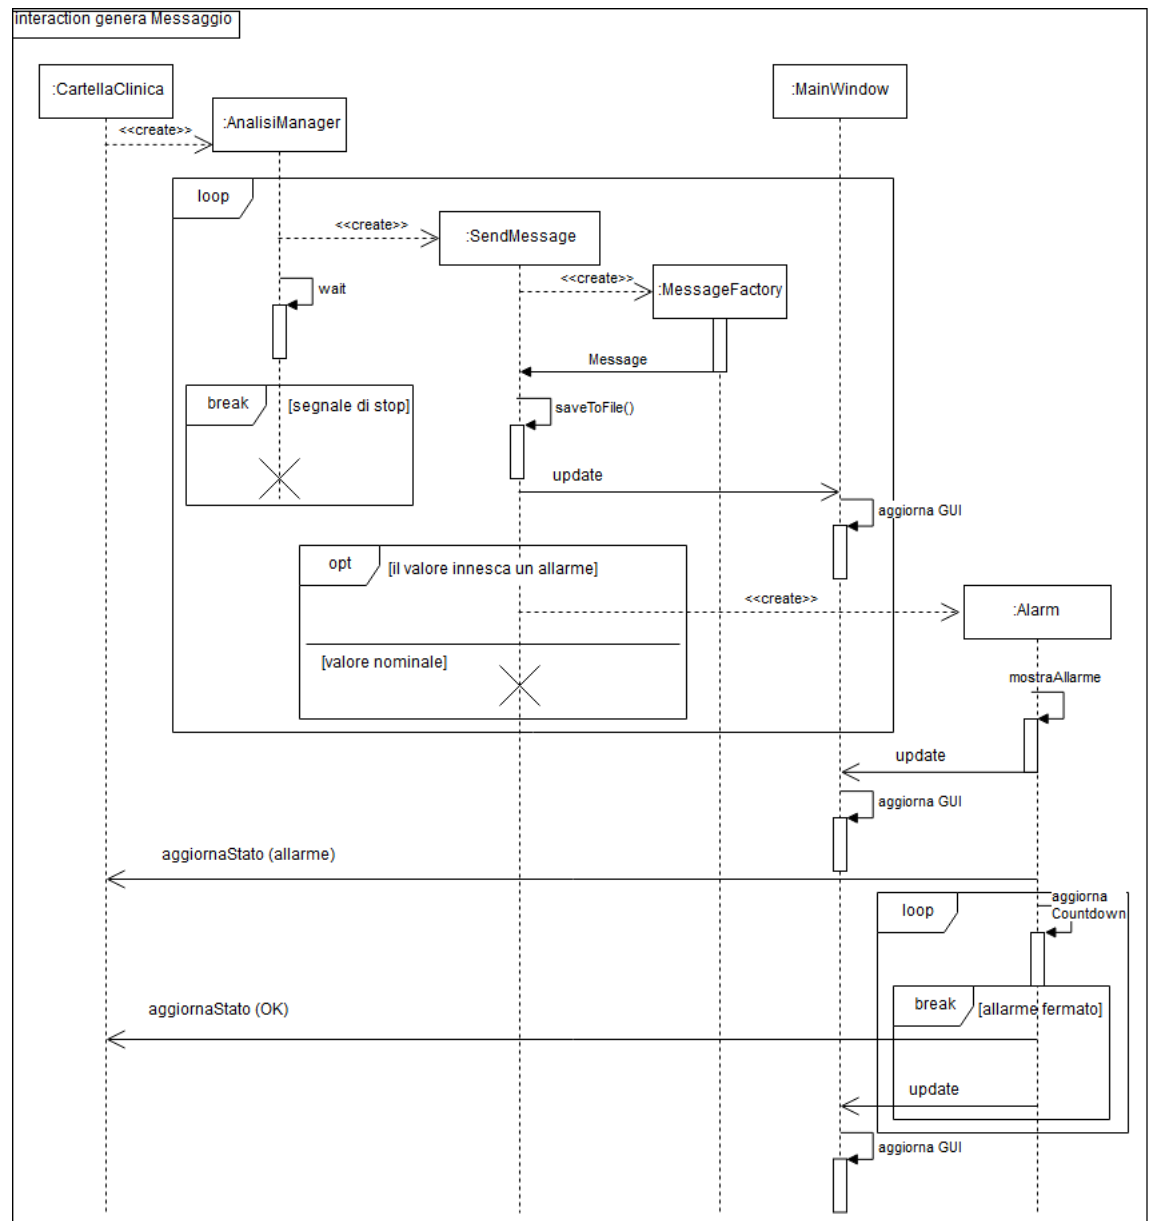 interaction genera Messaggio
:CartellaClinica
:MainWindow
:AnalisiManager
<<create>>
loop
<<create>>
:SendMessage
<<create>>
:MessageFactory
wait
Message
break
[segnale di stop]
saveToFile()
update
aggiorna GUI
opt
[il valore innesca un allarme]
<<create>>
:Alarm
[valore nominale]
mostraAllarme
update
aggiorna GUI
aggiornaStato (allarme)
loop
aggiorna
Countdown
aggiornaStato (OK)
break
[allarme fermato]
update
aggiorna GUI